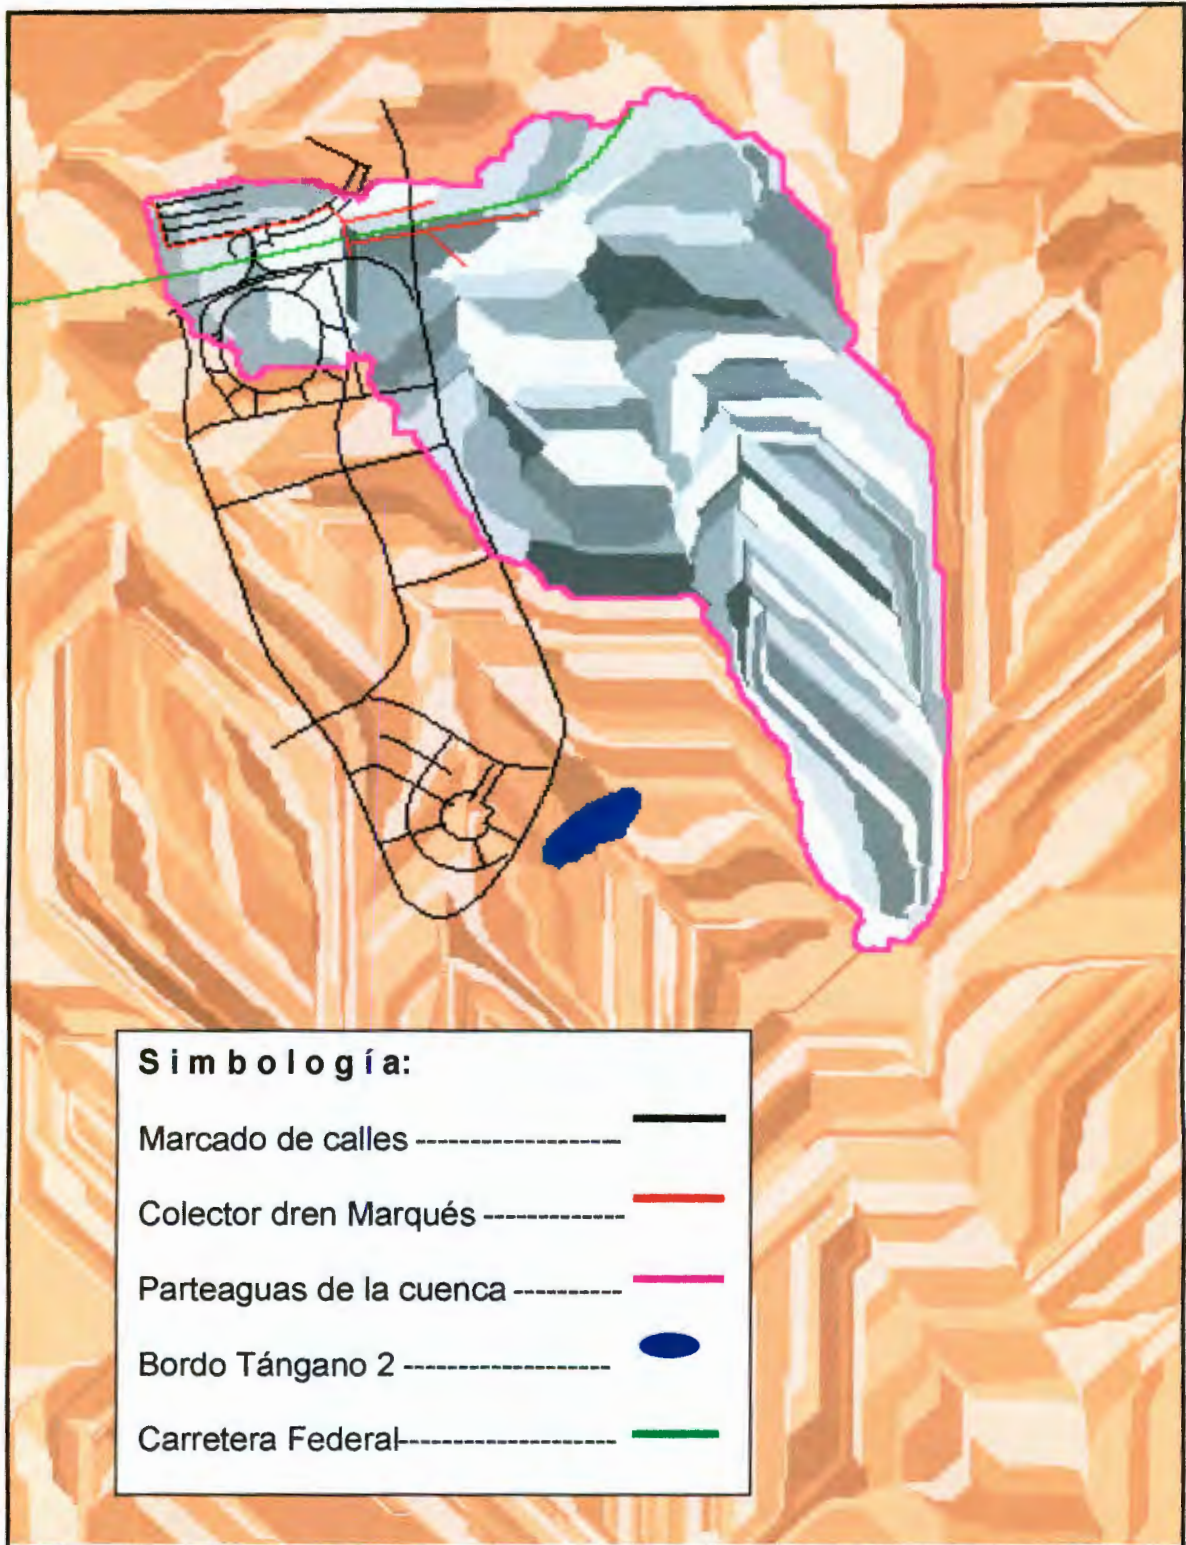 Simbología:
Marcado de calles -------------------
Colector dren Marqués -------------
Parteaguas de la cuenca ----------
Bordo Tángano 2 -------------------
Carretera Federal--------------------